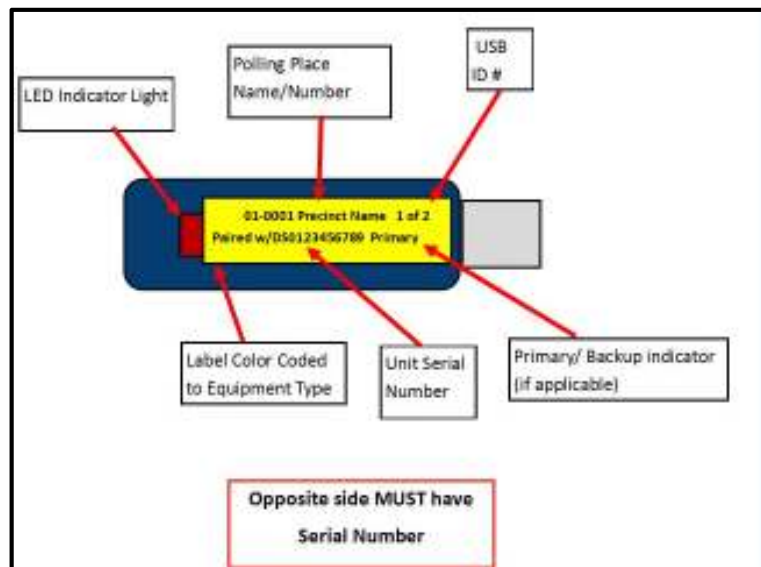 USB
ID #
Polling Place
Name/Number
LED Indicator Light
01-0001 Precinct Name 1 of 2
Paired w/DS0123456789 Primary
Label Color Coded
to Equipment Type
Unit Serial
Number
Primary/ Backup indicator
(if applicable)
Opposite side MUST have
Serial Number